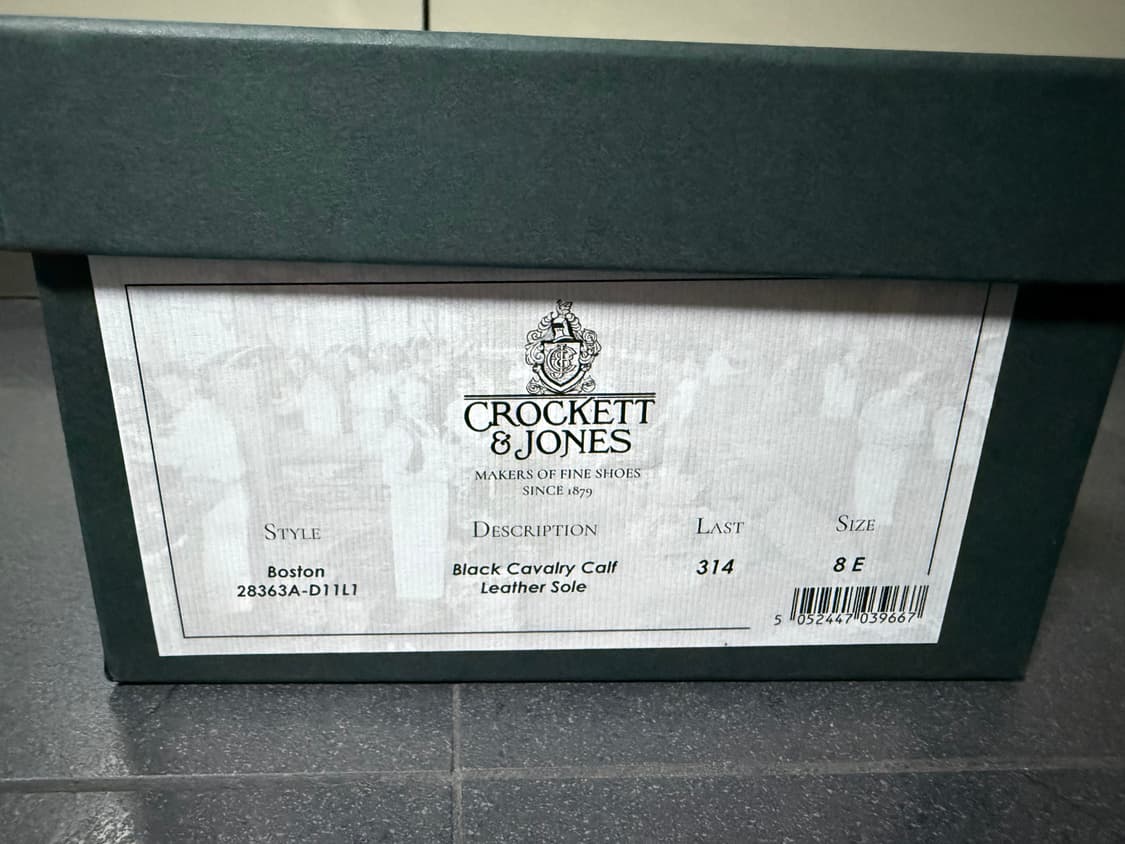 CROCKETT
& JONES
MAKERS OF FINE SHOES
SINCE 1879
STYLE DESCRIPTION LAST SIZE
Boston Black Cavalry Calf 314 8 E
28363A-D11L1 Leather Sole
5 052447 039667